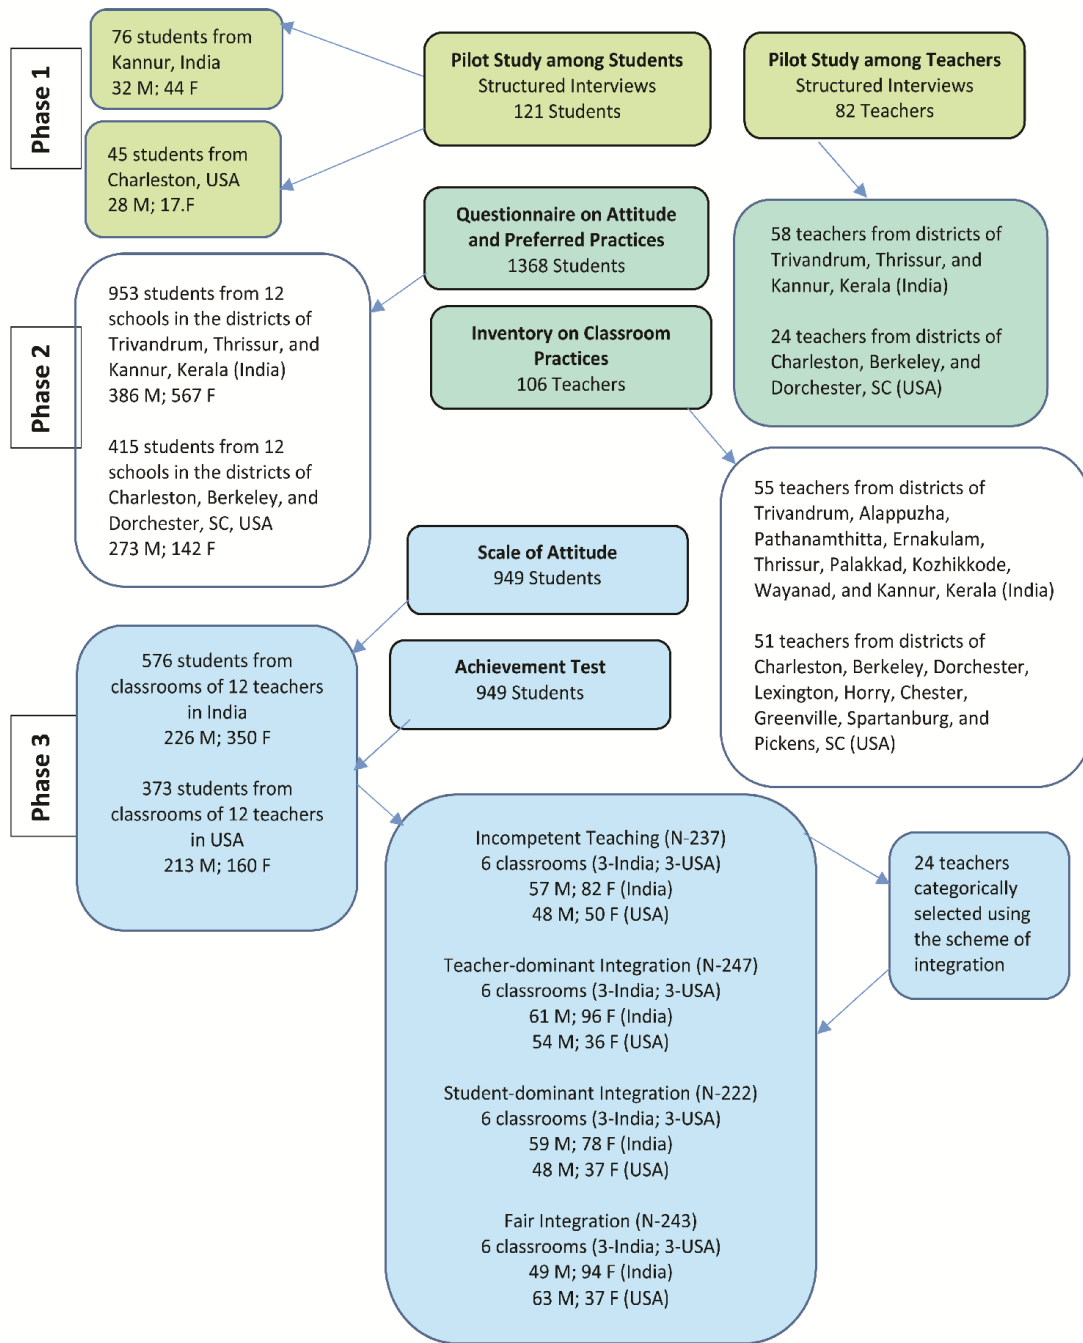 Phase 1
76 students from
Kannur, India
32 M; 44 F
45 students from
Charleston, USA
28 M; 17.F
Pilot Study among Students
Structured Interviews
121 Students
Pilot Study among Teachers
Structured Interviews
82 Teachers
58 teachers from districts of
Trivandrum, Thrissur, and
Kannur, Kerala (India)
24 teachers from districts of
Charleston, Berkeley, and
Dorchester, SC (USA)
Phase 2
Questionnaire on Attitude
and Preferred Practices
1368 Students
953 students from 12
schools in the districts of
Trivandrum, Thrissur, and
Kannur, Kerala (India)
386 M; 567 F
415 students from 12
schools in the districts of
Charleston, Berkeley, and
Dorchester, SC, USA
273 M; 142 F
Inventory on Classroom
Practices
106 Teachers
55 teachers from districts of
Trivandrum, Alappuzha,
Pathanamthitta, Ernakulam,
Thrissur, Palakkad, Kozhikkode,
Wayanad, and Kannur, Kerala (India)
51 teachers from districts of
Charleston, Berkeley, Dorchester,
Lexington, Horry, Chester,
Greenville, Spartanburg, and
Pickens, SC (USA)
Phase 3
Scale of Attitude
949 Students
Achievement Test
949 Students
576 students from
classrooms of 12 teachers
in India
226 M; 350 F
373 students from
classrooms of 12 teachers
in USA
213 M; 160 F
Incompetent Teaching (N-237)
6 classrooms (3-India; 3-USA)
57 M; 82 F (India)
48 M; 50 F (USA)
Teacher-dominant Integration (N-247)
6 classrooms (3-India; 3-USA)
61 M; 96 F (India)
54 M; 36 F (USA)
Student-dominant Integration (N-222)
6 classrooms (3-India; 3-USA)
59 M; 78 F (India)
48 M; 37 F (USA)
Fair Integration (N-243)
6 classrooms (3-India; 3-USA)
49 M; 94 F (India)
63 M; 37 F (USA)
24 teachers
categorically
selected using
the scheme of
integration